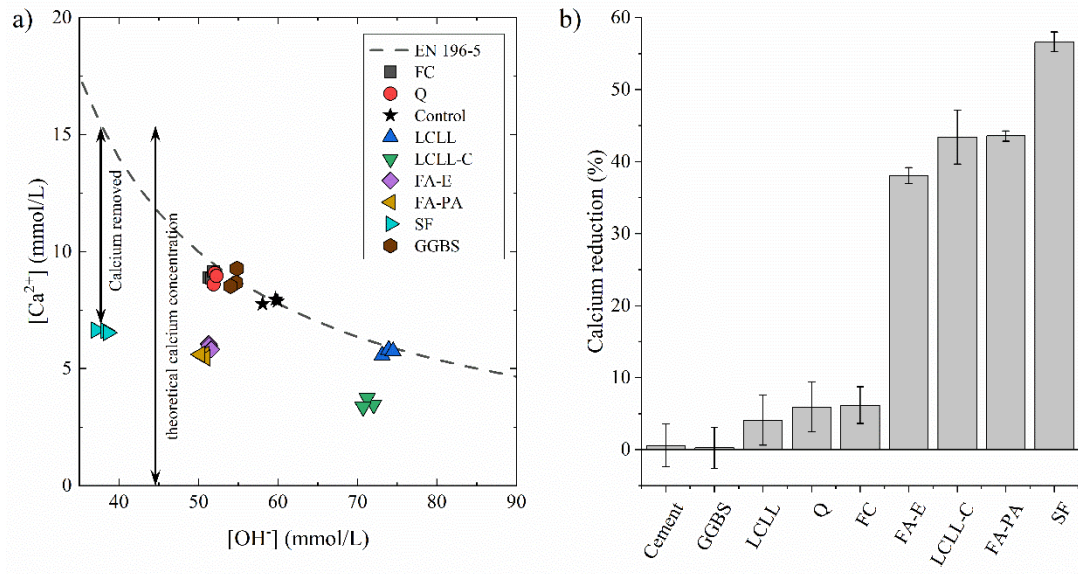 a)
20
15
10
5
0
[Ca²⁺] (mmol/L)
Calcium removed
theoretical calcium concentration
EN 196-5
FC
Q
Control
LCLL
LCLL-C
FA-E
FA-PA
SF
GGBS
40 50 60 70 80 90
[OH⁻] (mmol/L)
b)
60
50
40
30
20
10
0
Calcium reduction (%)
Cement
GGBS
LCLL
Q
FC
FA-E
LCLL-C
FA-PA
SF